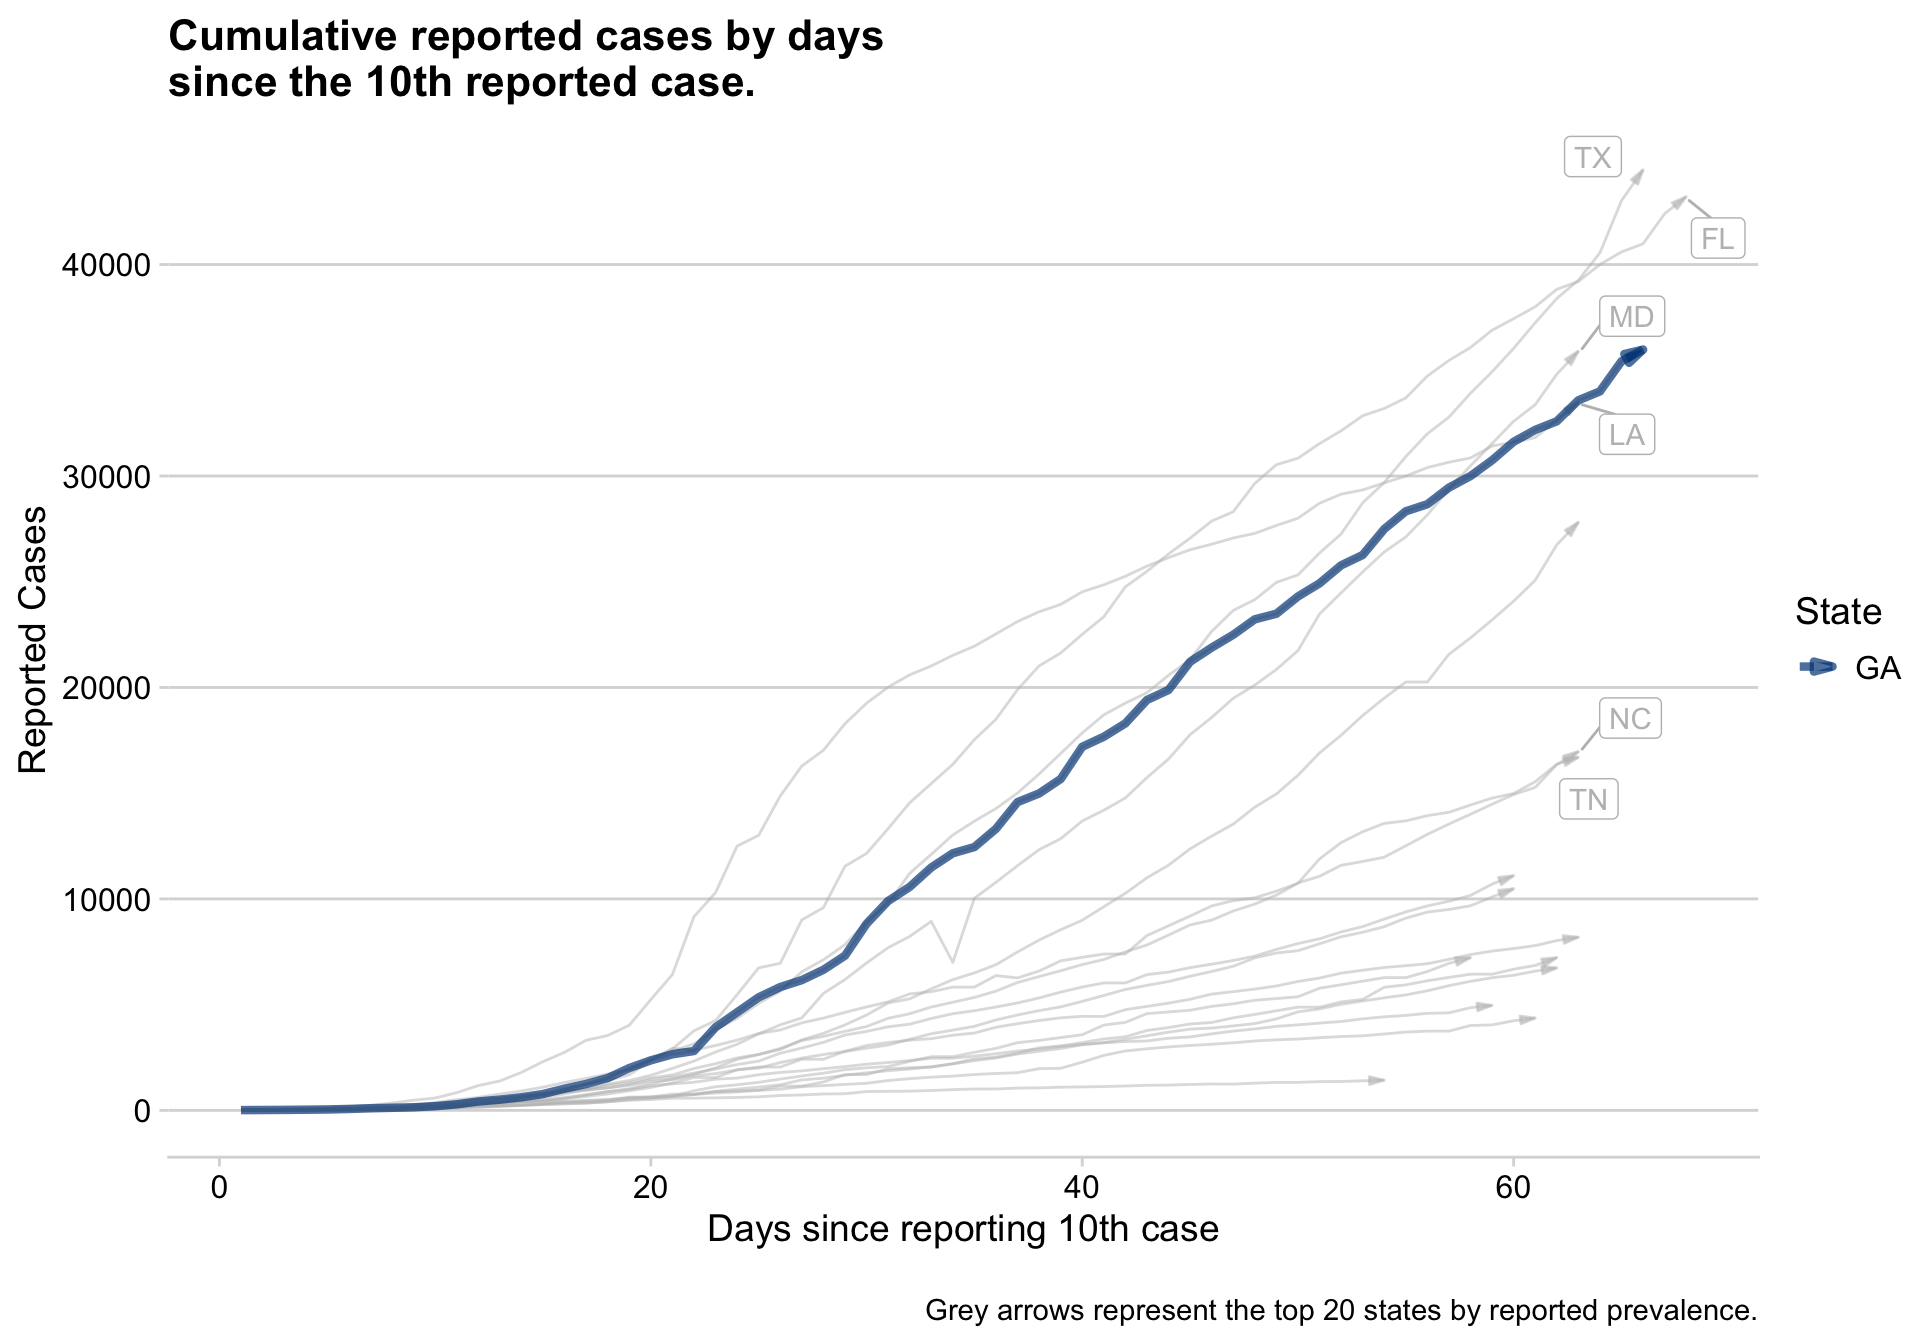 Cumulative reported cases by days
since the 10th reported case.
TX
FL
40000
MD
LA
30000
Reported Cases
State
GA
20000
NC
TN
10000
0
0 20 40 60
Days since reporting 10th case
Grey arrows represent the top 20 states by reported prevalence.